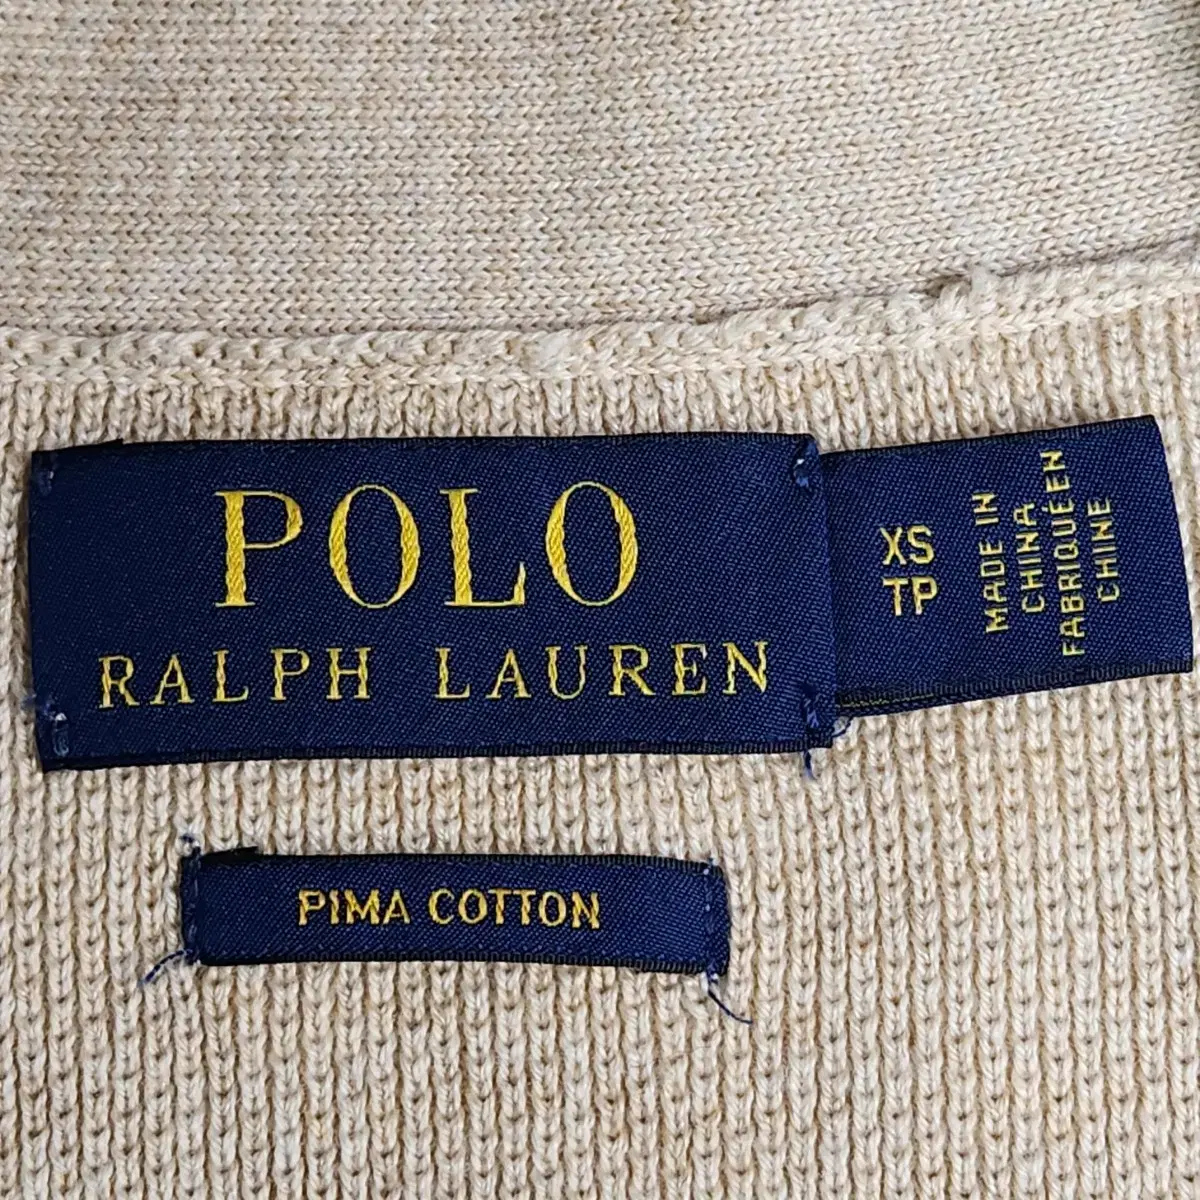 POLO
RALPH LAUREN
XS
TP
MADE IN
CHINA
FABRIQUÉ EN
CHINE
PIMA COTTON